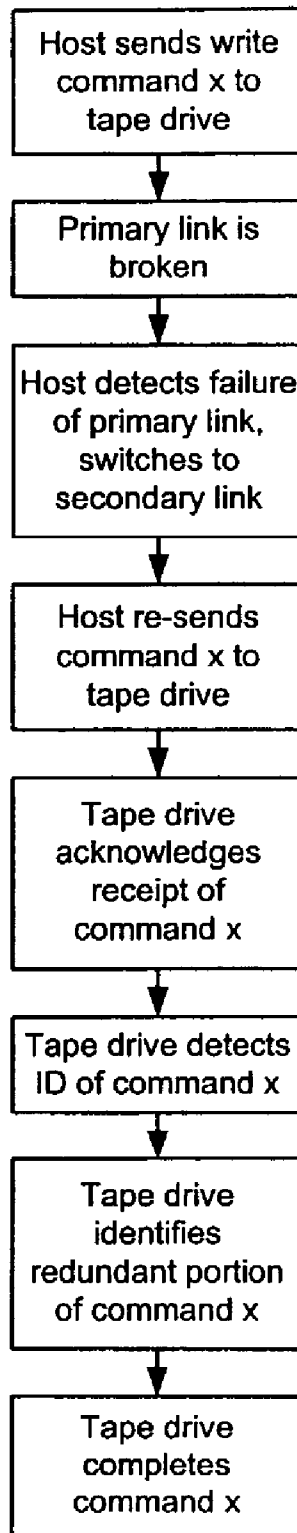 Host sends write
command x to
tape drive
Primary link is
broken
Host detects failure
of primary link,
switches to
secondary link
Host re-sends
command x to
tape drive
Tape drive
acknowledges
receipt of
command x
Tape drive detects
ID of command x
Tape drive
identifies
redundant portion
of command x
Tape drive
completes
command x